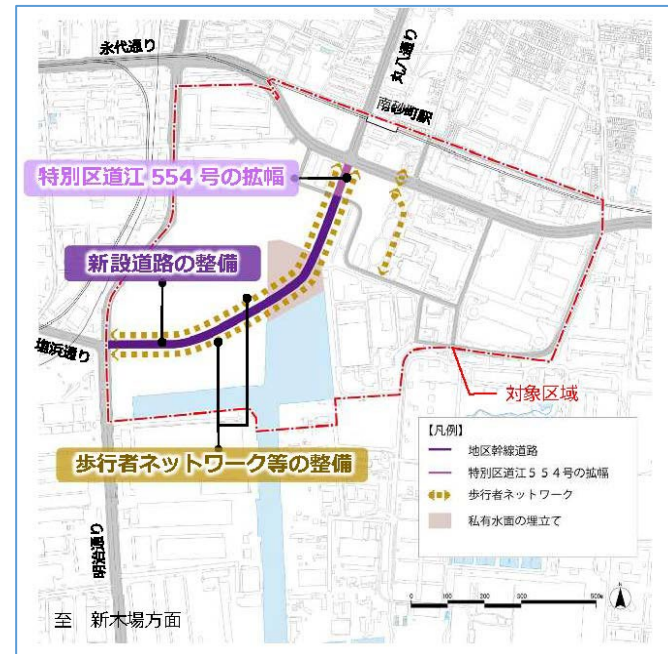 永代通り
丸八通り
南砂町駅
特別区道江 554 号の拡幅
新設道路の整備
塩浜通り
対象区域
歩行者ネットワーク等の整備
明治通り
【凡例】
地区幹線道路
特別区道江５５４号の拡幅
歩行者ネットワーク
私有水面の埋立て
至 新木場方面
0 100 200 300 500m
N